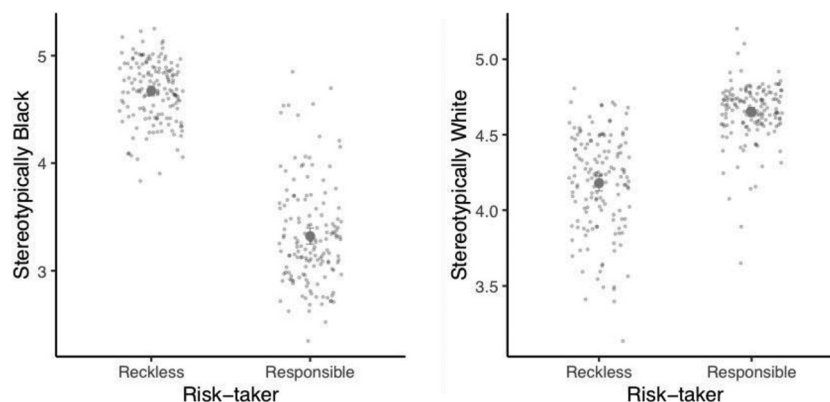 Stereotypically Black
5
4
3
Reckless Responsible
Risk−taker
Stereotypically White
5.0
4.5
4.0
3.5
Reckless Responsible
Risk−taker